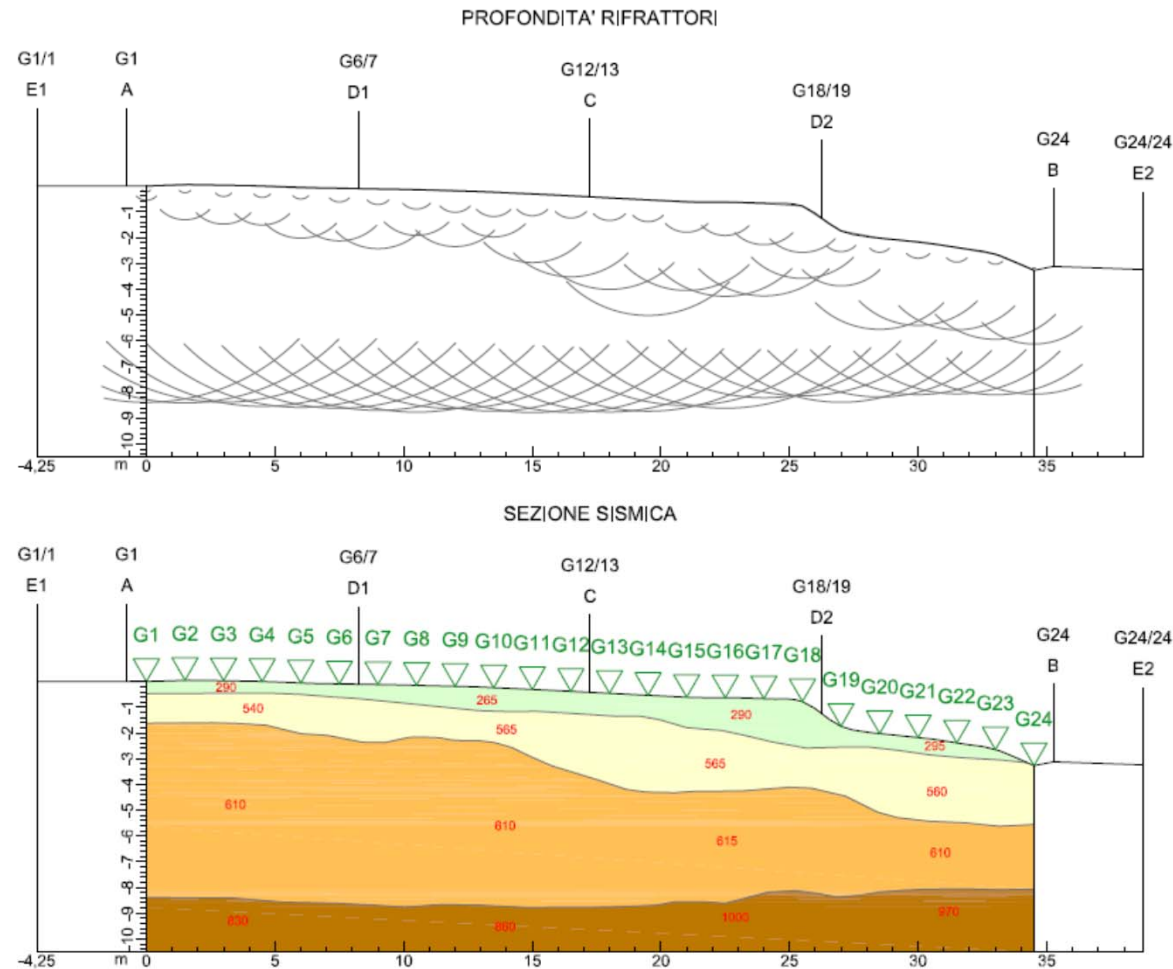 PROFONDITA' RIFRATTORI
G1/1 G1 G6/7 G12/13 G18/19 G24 G24/24
E1 A D1 C D2 B E2
-1
-2
-3
-4
-5
-6
-7
-8
-9
-10
-4,25 m 0 5 10 15 20 25 30 35
SEZIONE SISMICA
G1/1 G1 G6/7 G12/13 G18/19 G24 G24/24
E1 A D1 C D2 B E2
G1 G2 G3 G4 G5 G6 G7 G8 G9 G10 G11 G12 G13 G14 G15 G16 G17 G18 G19 G20 G21 G22 G23 G24
290 265 290 295
540 565 565 560
610 610 615 610
830 860 1000 970
-1
-2
-3
-4
-5
-6
-7
-8
-9
-10
-4,25 m 0 5 10 15 20 25 30 35